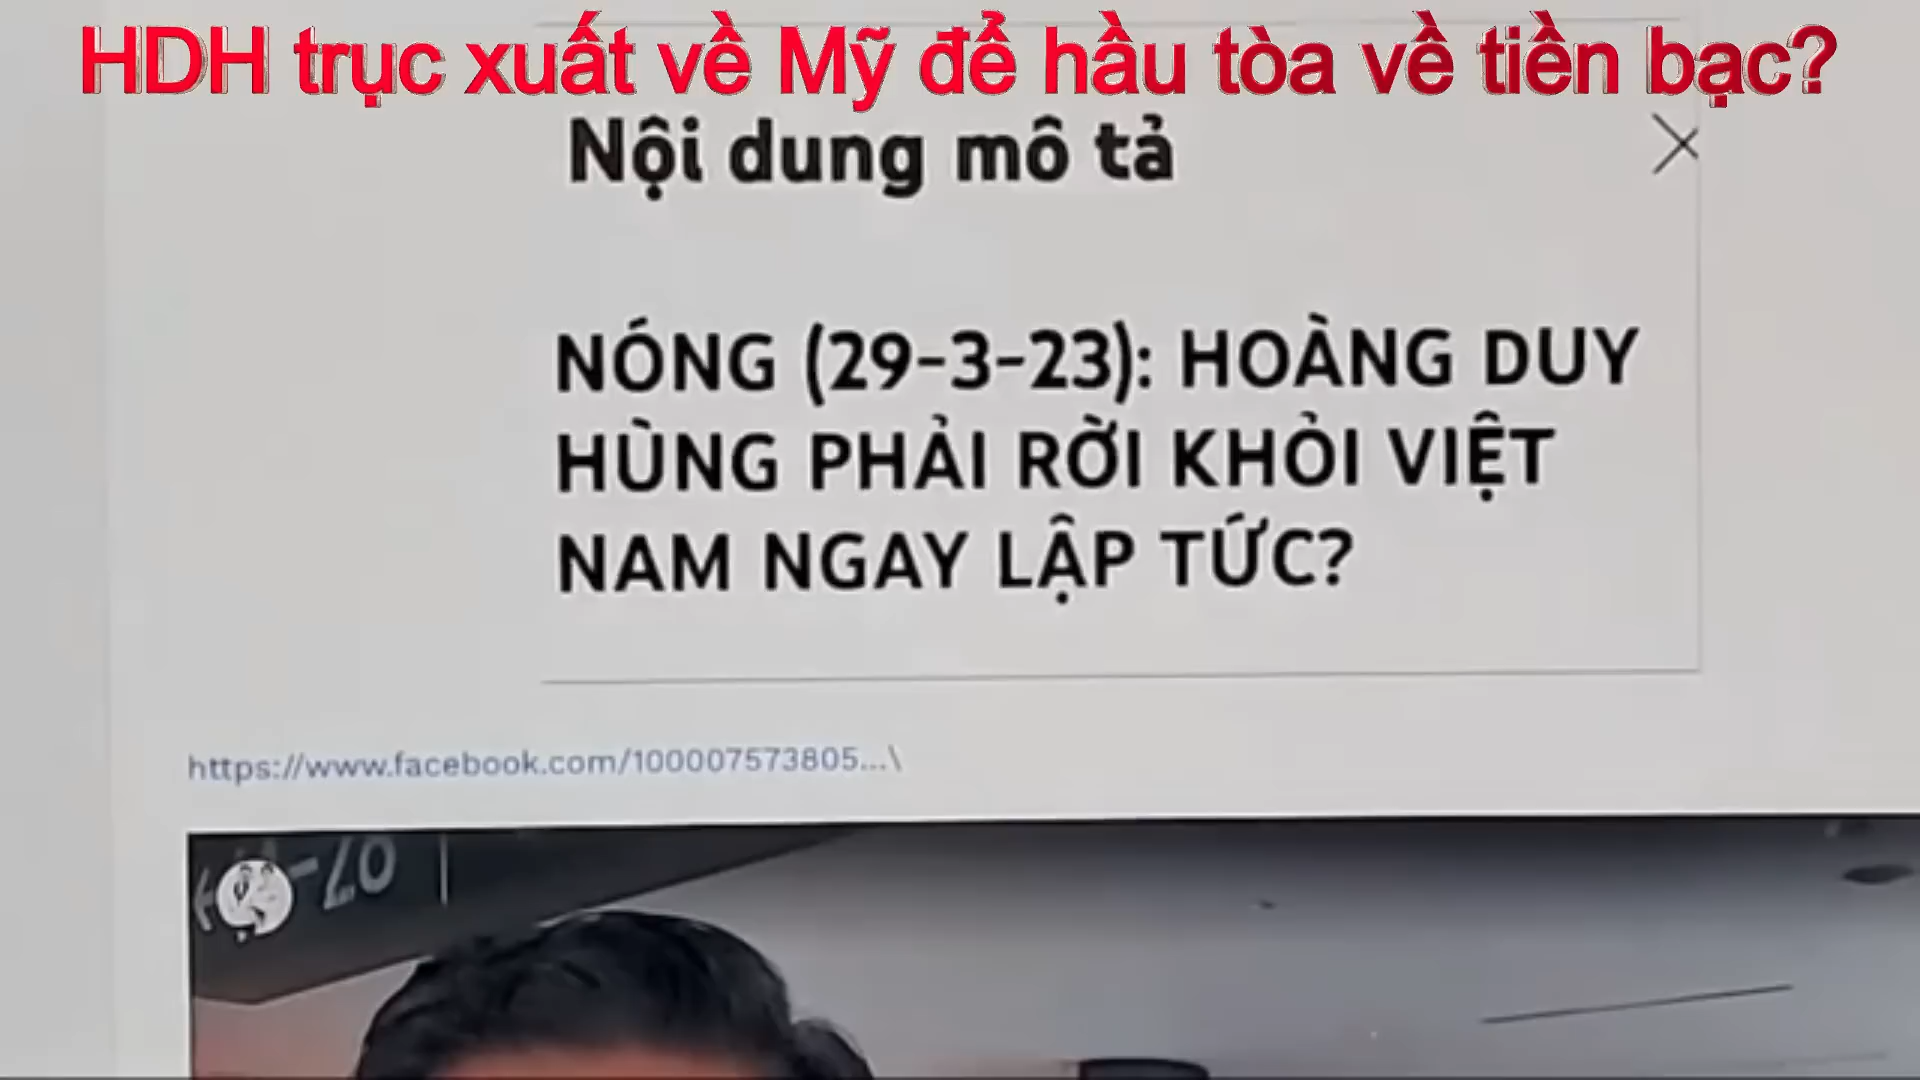 HDH trục xuất về Mỹ để hầu tòa về tiền bạc?
Nội dung mô tả
NÓNG (29-3-23): HOÀNG DUY
HÙNG PHẢI RỜI KHỎI VIỆT
NAM NGAY LẬP TỨC?
https://www.facebook.com/100007573805...\